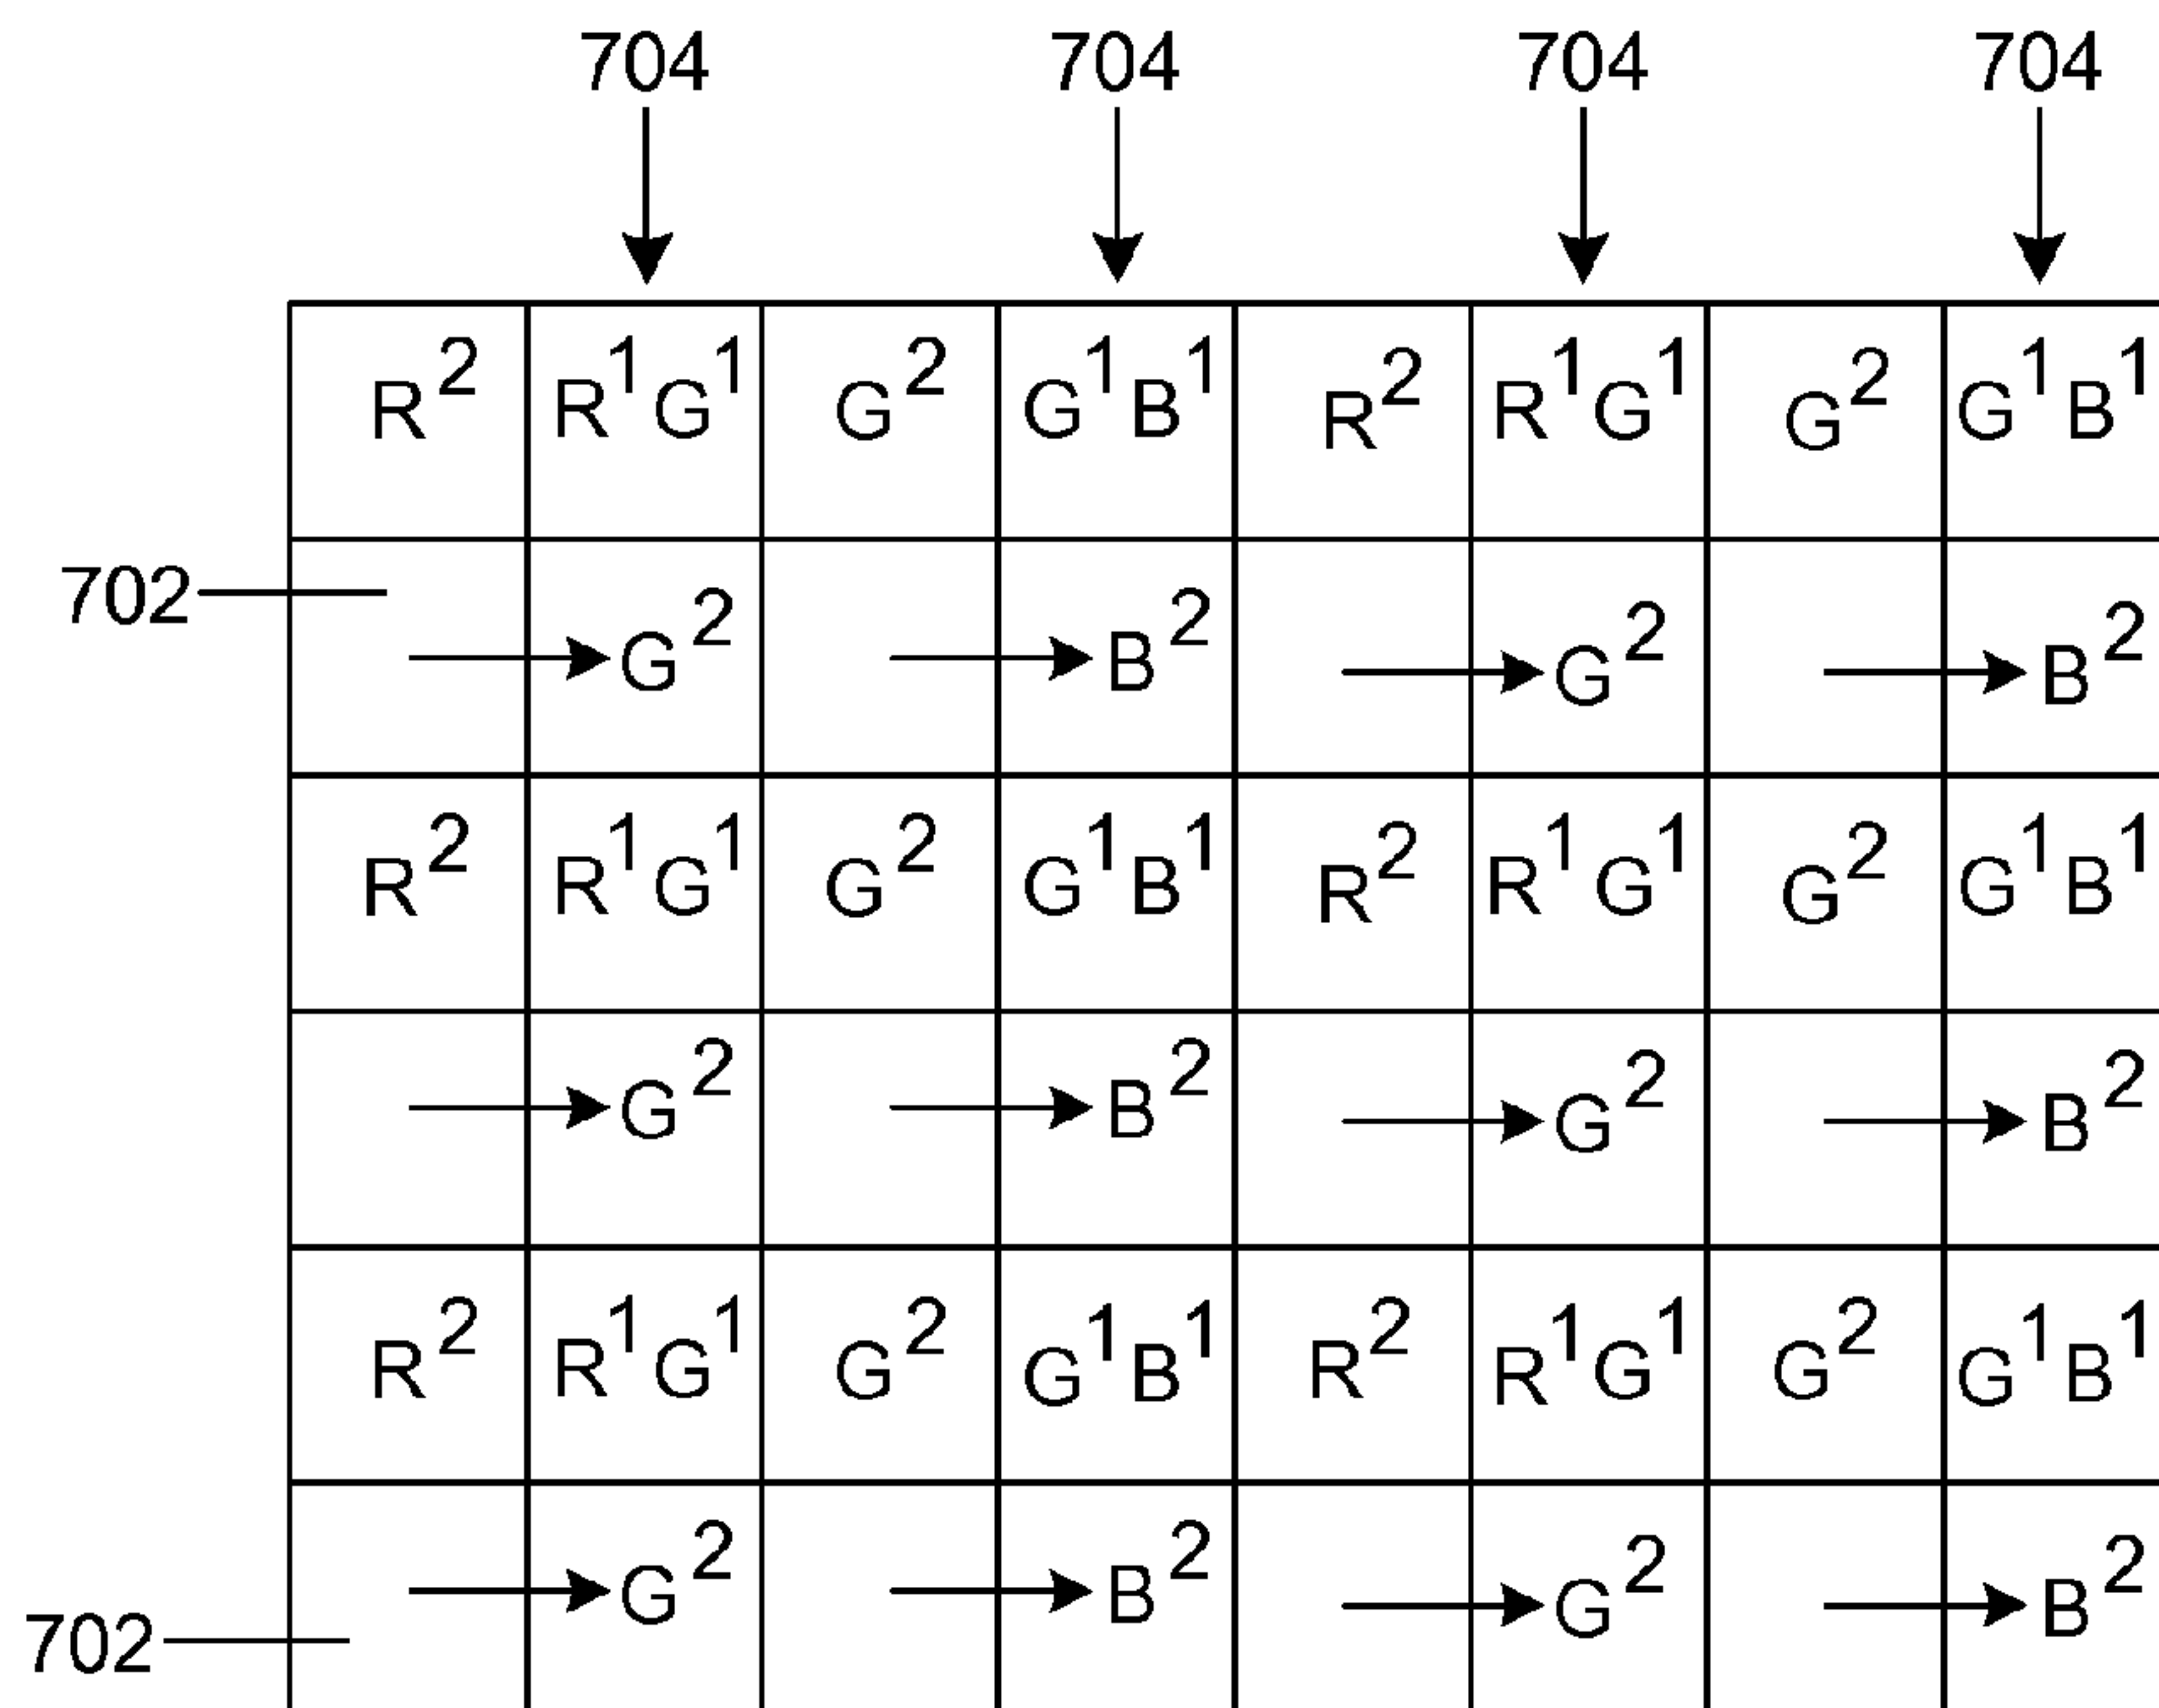 704 704 704 704
R² R¹G¹ G² G¹B¹ R² R¹G¹ G² G¹B¹
702 G² B² G² B²
R² R¹G¹ G² G¹B¹ R² R¹G¹ G² G¹B¹
G² B² G² B²
R² R¹G¹ G² G¹B¹ R² R¹G¹ G² G¹B¹
G² B² G² B²
702